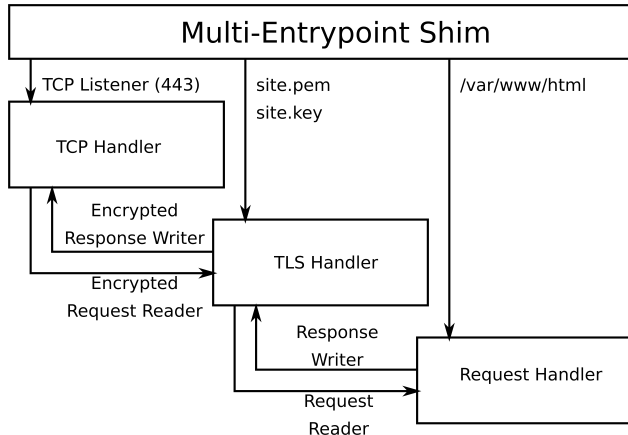 Multi-Entrypoint Shim
TCP Listener (443)
site.pem
site.key
/var/www/html
TCP Handler
Encrypted
Response Writer
TLS Handler
Encrypted
Request Reader
Response
Writer
Request Handler
Request
Reader